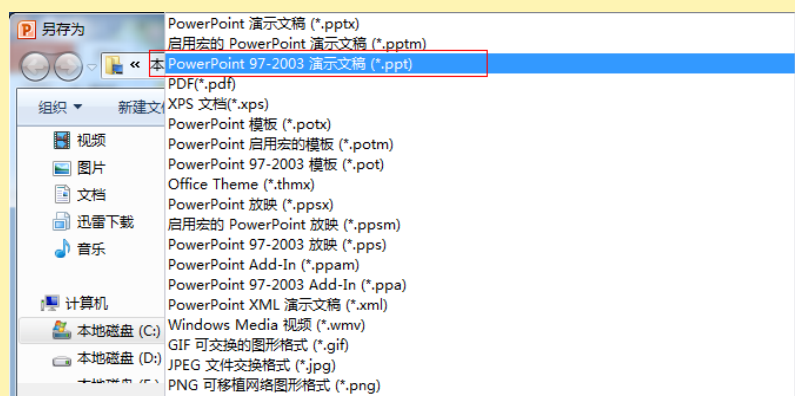 另存为
PowerPoint 演示文稿 (*.pptx)
启用宏的 PowerPoint 演示文稿 (*.pptm)
« 本
PowerPoint 97-2003 演示文稿 (*.ppt)
PDF(*.pdf)
组织 新建文件
XPS 文档(*.xps)
PowerPoint 模板 (*.potx)
视频
PowerPoint 启用宏的模板 (*.potm)
图片
PowerPoint 97-2003 模板 (*.pot)
Office Theme (*.thmx)
文档
PowerPoint 放映 (*.ppsx)
迅雷下载
启用宏的 PowerPoint 放映 (*.ppsm)
音乐
PowerPoint 97-2003 放映 (*.pps)
PowerPoint Add-In (*.ppam)
PowerPoint 97-2003 Add-In (*.ppa)
计算机
PowerPoint XML 演示文稿 (*.xml)
本地磁盘 (C:)
Windows Media 视频 (*.wmv)
GIF 可交换的图形格式 (*.gif)
本地磁盘 (D:)
JPEG 文件交换格式 (*.jpg)
PNG 可移植网络图形格式 (*.png)